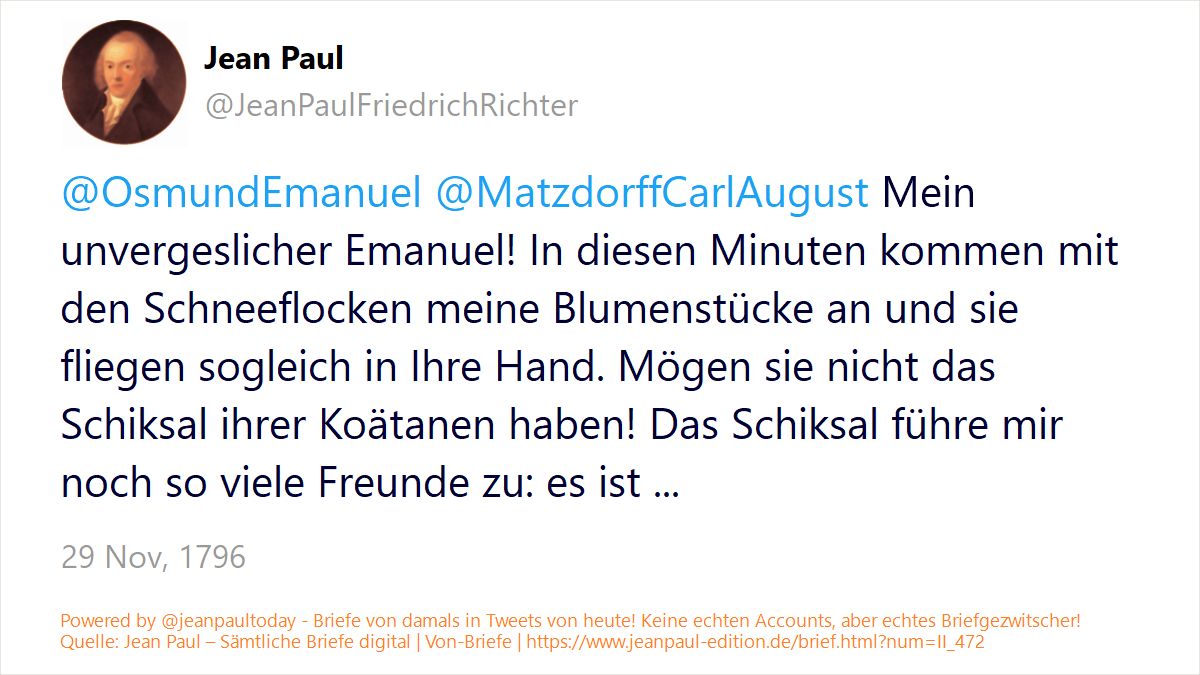 Jean Paul
@JeanPaulFriedrichRichter
@OsmundEmanuel @MatzdorffCarlAugust Mein
unvergeslicher Emanuel! In diesen Minuten kommen mit
den Schneeflocken meine Blumenstücke an und sie
fliegen sogleich in Ihre Hand. Mögen sie nicht das
Schiksal ihrer Koätanen haben! Das Schiksal führe mir
noch so viele Freunde zu: es ist ...
29 Nov, 1796
Powered by @jeanpaultoday - Briefe von damals in Tweets von heute! Keine echten Accounts, aber echtes Briefgezwitscher!
Quelle: Jean Paul – Sämtliche Briefe digital | Von-Briefe | https://www.jeanpaul-edition.de/brief.html?num=II_472